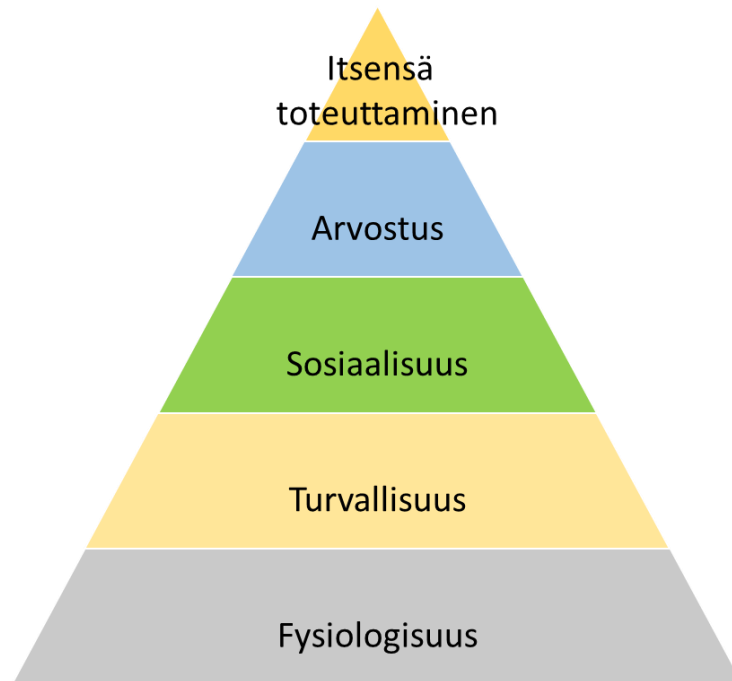 Itsensä
toteuttaminen
Arvostus
Sosiaalisuus
Turvallisuus
Fysiologisuus